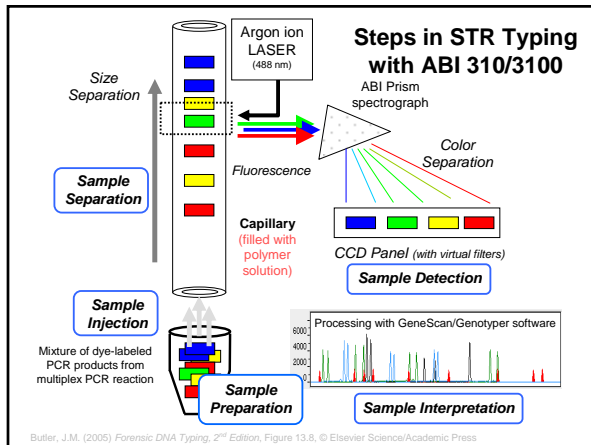 Steps in STR Typing
with ABI 310/3100
Argon ion
LASER
(488 nm)
Size
Separation
ABI Prism
spectrograph
Color
Separation
Fluorescence
Sample
Separation
Capillary
(filled with
polymer
solution)
CCD Panel (with virtual filters)
Sample Detection
Sample
Injection
Mixture of dye-labeled
PCR products from
multiplex PCR reaction
Sample
Preparation
Processing with GeneScan/Genotyper software
6000
4000
2000
0
Sample Interpretation
Butler, J.M. (2005) Forensic DNA Typing, 2nd Edition, Figure 13.8, © Elsevier Science/Academic Press